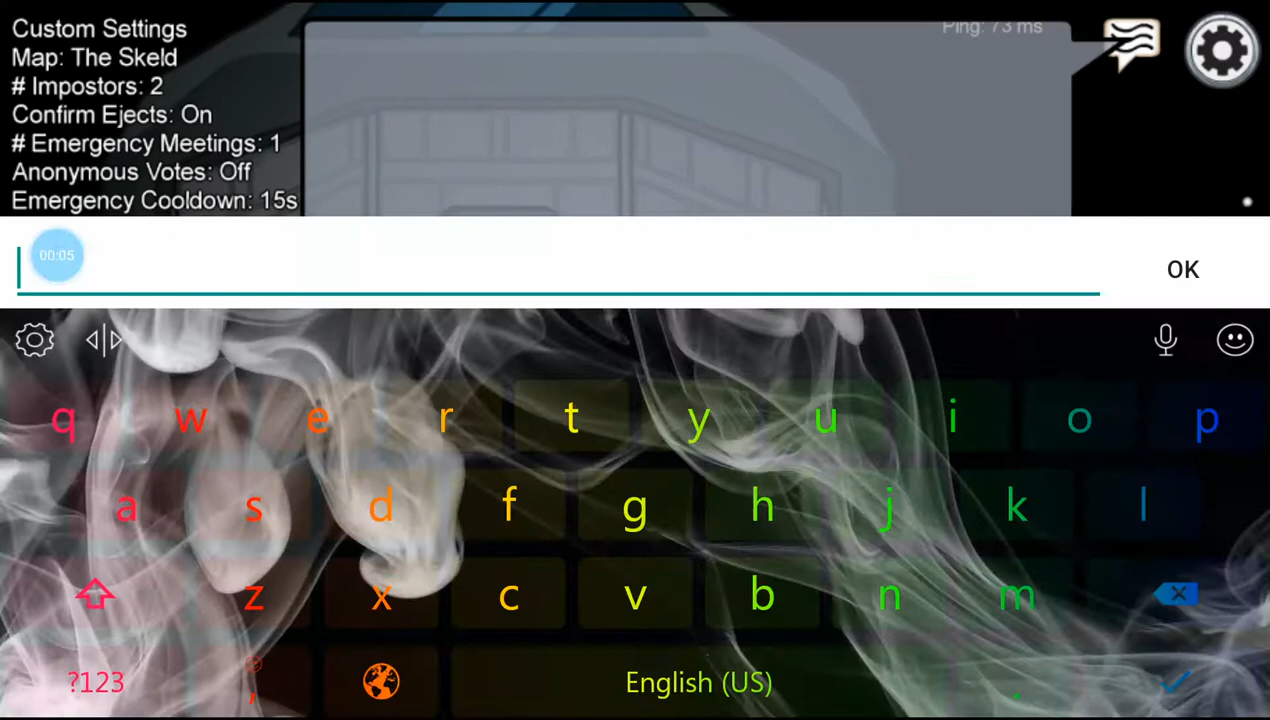 Custom Settings
Map: The Skeld
# Impostors: 2
Confirm Ejects: On
# Emergency Meetings: 1
Anonymous Votes: Off
Emergency Cooldown: 15s
Ping: 73 ms
00:05
OK
q w e r t y u i o p
a s d f g h j k l
z x c v b n m
?123 , English (US) .